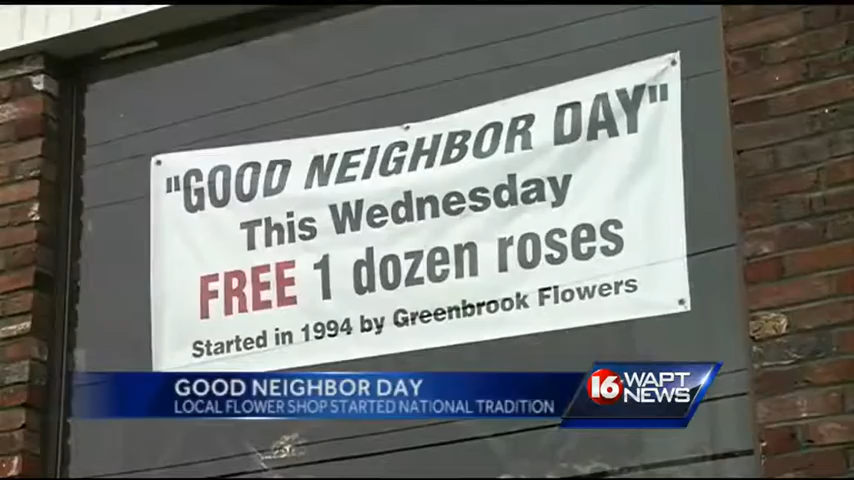 "GOOD NEIGHBOR DAY"
This Wednesday
FREE 1 dozen roses
Started in 1994 by Greenbrook Flowers
GOOD NEIGHBOR DAY
LOCAL FLOWER SHOP STARTED NATIONAL TRADITION
16 WAPT
NEWS